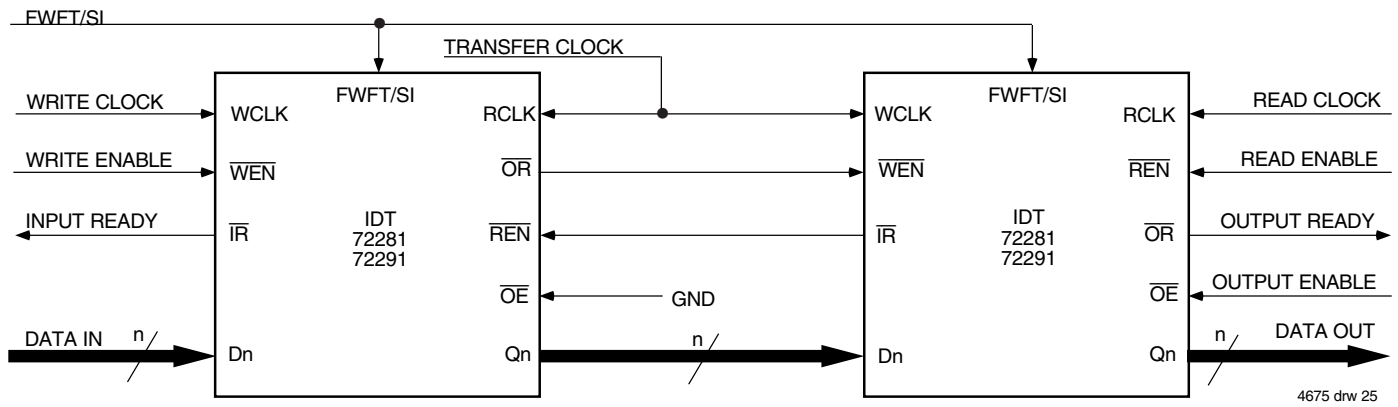 FWFT/SI
TRANSFER CLOCK
FWFT/SI
FWFT/SI
WRITE CLOCK
WCLK
RCLK
WCLK
RCLK
READ CLOCK
WRITE ENABLE
WEN
OR
WEN
REN
READ ENABLE
INPUT READY
IR
IDT
72281
72291
REN
IR
IDT
72281
72291
OR
OUTPUT READY
OE
GND
OE
OUTPUT ENABLE
DATA IN
n
Dn
Qn
n
Dn
Qn
n
DATA OUT
4675 drw 25